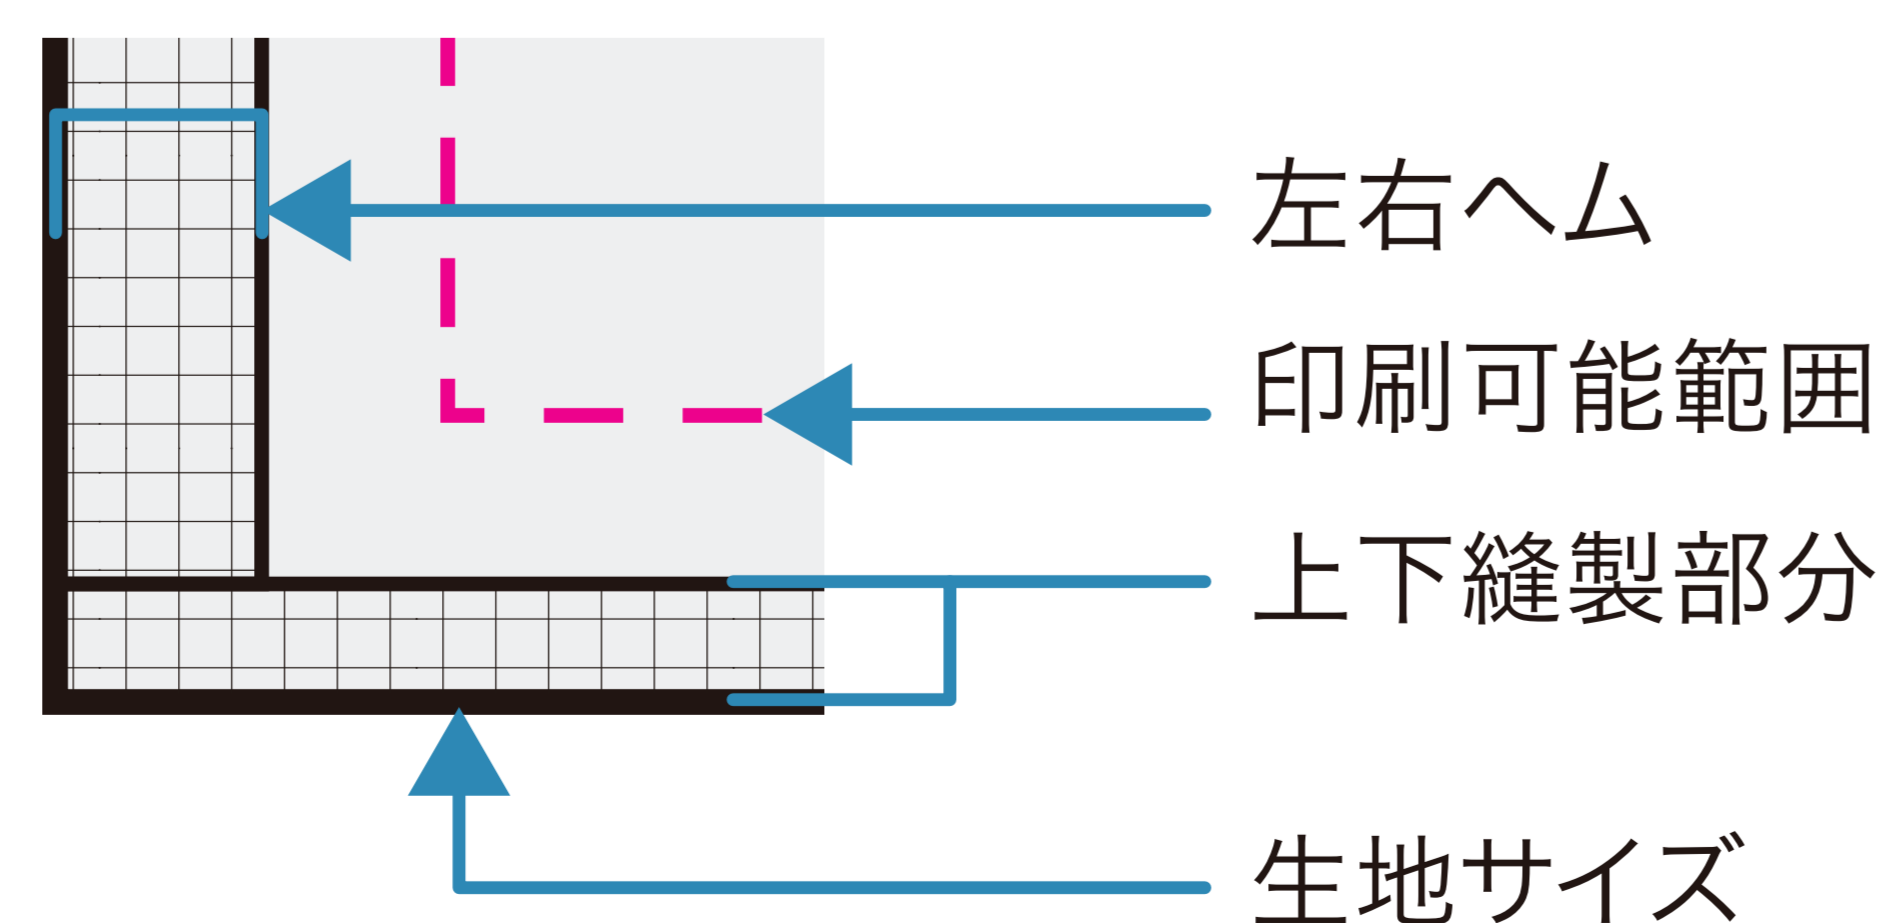 左右ヘム
印刷可能範囲
上下縫製部分
生地サイズ